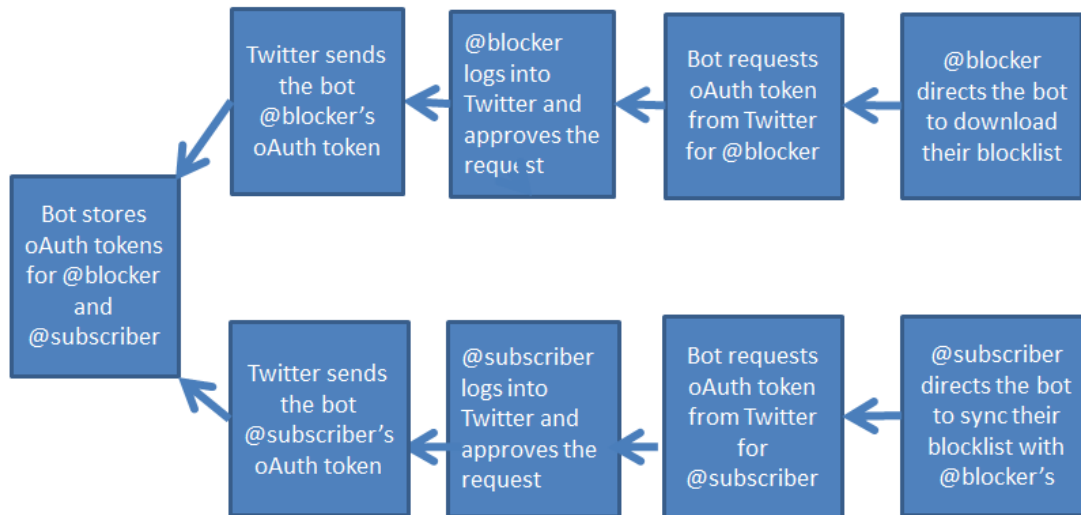 Twitter sends
the bot
@blocker’s
oAuth token
@blocker
logs into
Twitter and
approves the
request
Bot requests
oAuth token
from Twitter
for @blocker
@blocker
directs the bot
to download
their blocklist
Bot stores
oAuth tokens
for @blocker
and
@subscriber
Twitter sends
the bot
@subscriber’s
oAuth token
@subscriber
logs into
Twitter and
approves the
request
Bot requests
oAuth token
from Twitter
for
@subscriber
@subscriber
directs the bot
to sync their
blocklist with
@blocker’s